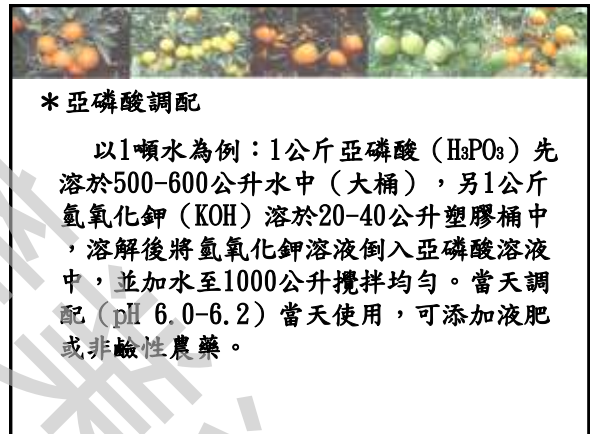 ＊亞磷酸調配
以1噸水為例：1公斤亞磷酸（H₃PO₃）先
溶於500-600公升水中（大桶），另1公斤
氫氧化鉀（KOH）溶於20-40公升塑膠桶中
，溶解後將氫氧化鉀溶液倒入亞磷酸溶液
中，並加水至1000公升攪拌均勻。當天調
配（pH 6.0-6.2）當天使用，可添加液肥
或非鹼性農藥。